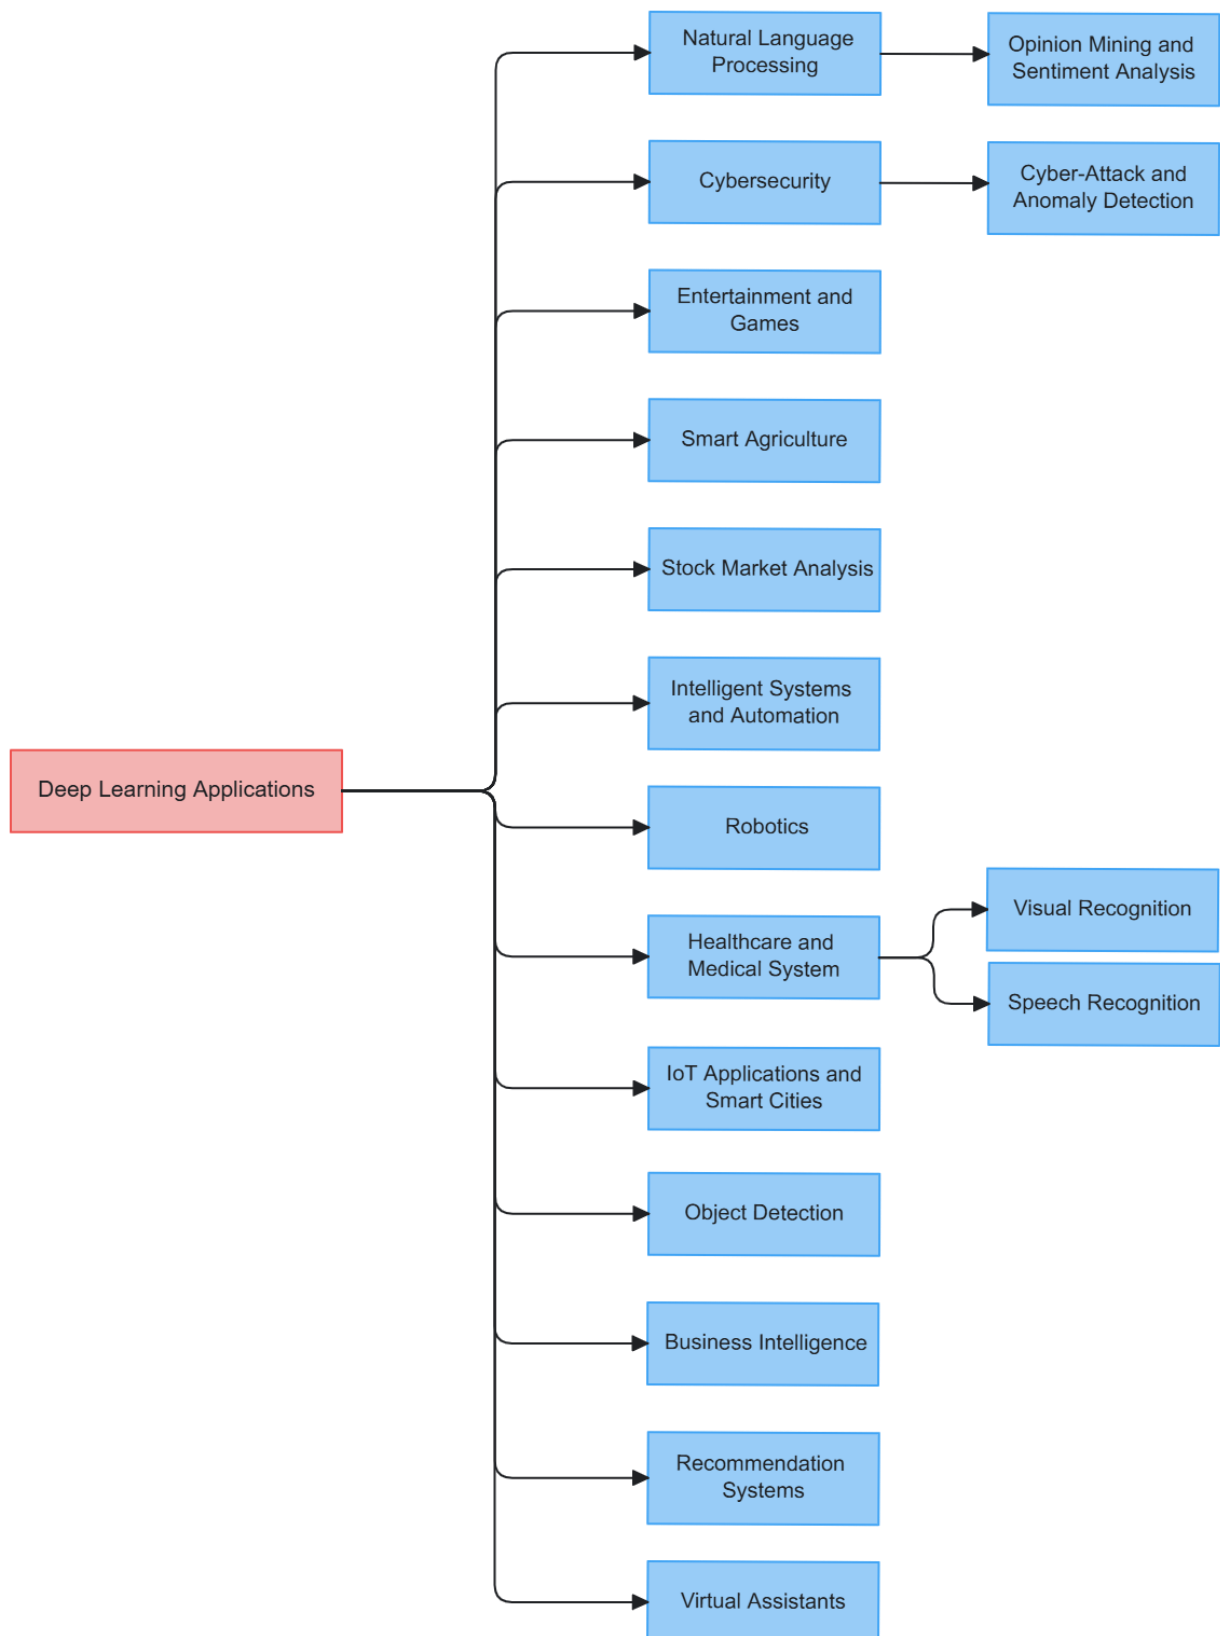 Natural Language
Processing
Opinion Mining and
Sentiment Analysis
Cybersecurity
Cyber-Attack and
Anomaly Detection
Entertainment and
Games
Smart Agriculture
Stock Market Analysis
Intelligent Systems
and Automation
Deep Learning Applications
Robotics
Healthcare and
Medical System
Visual Recognition
Speech Recognition
IoT Applications and
Smart Cities
Object Detection
Business Intelligence
Recommendation
Systems
Virtual Assistants